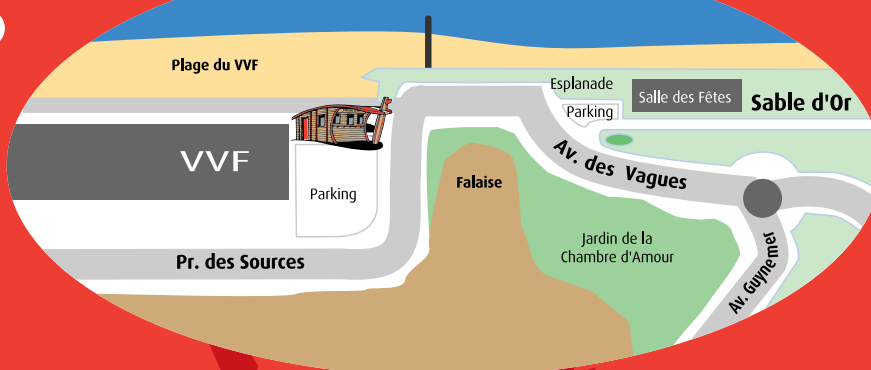 Plage du VVF
Esplanade
Salle des Fêtes
Sable d'Or
Parking
VVF
Av. des Vagues
Parking
Falaise
Pr. des Sources
Jardin de la
Chambre d'Amour
Av. Guynemer